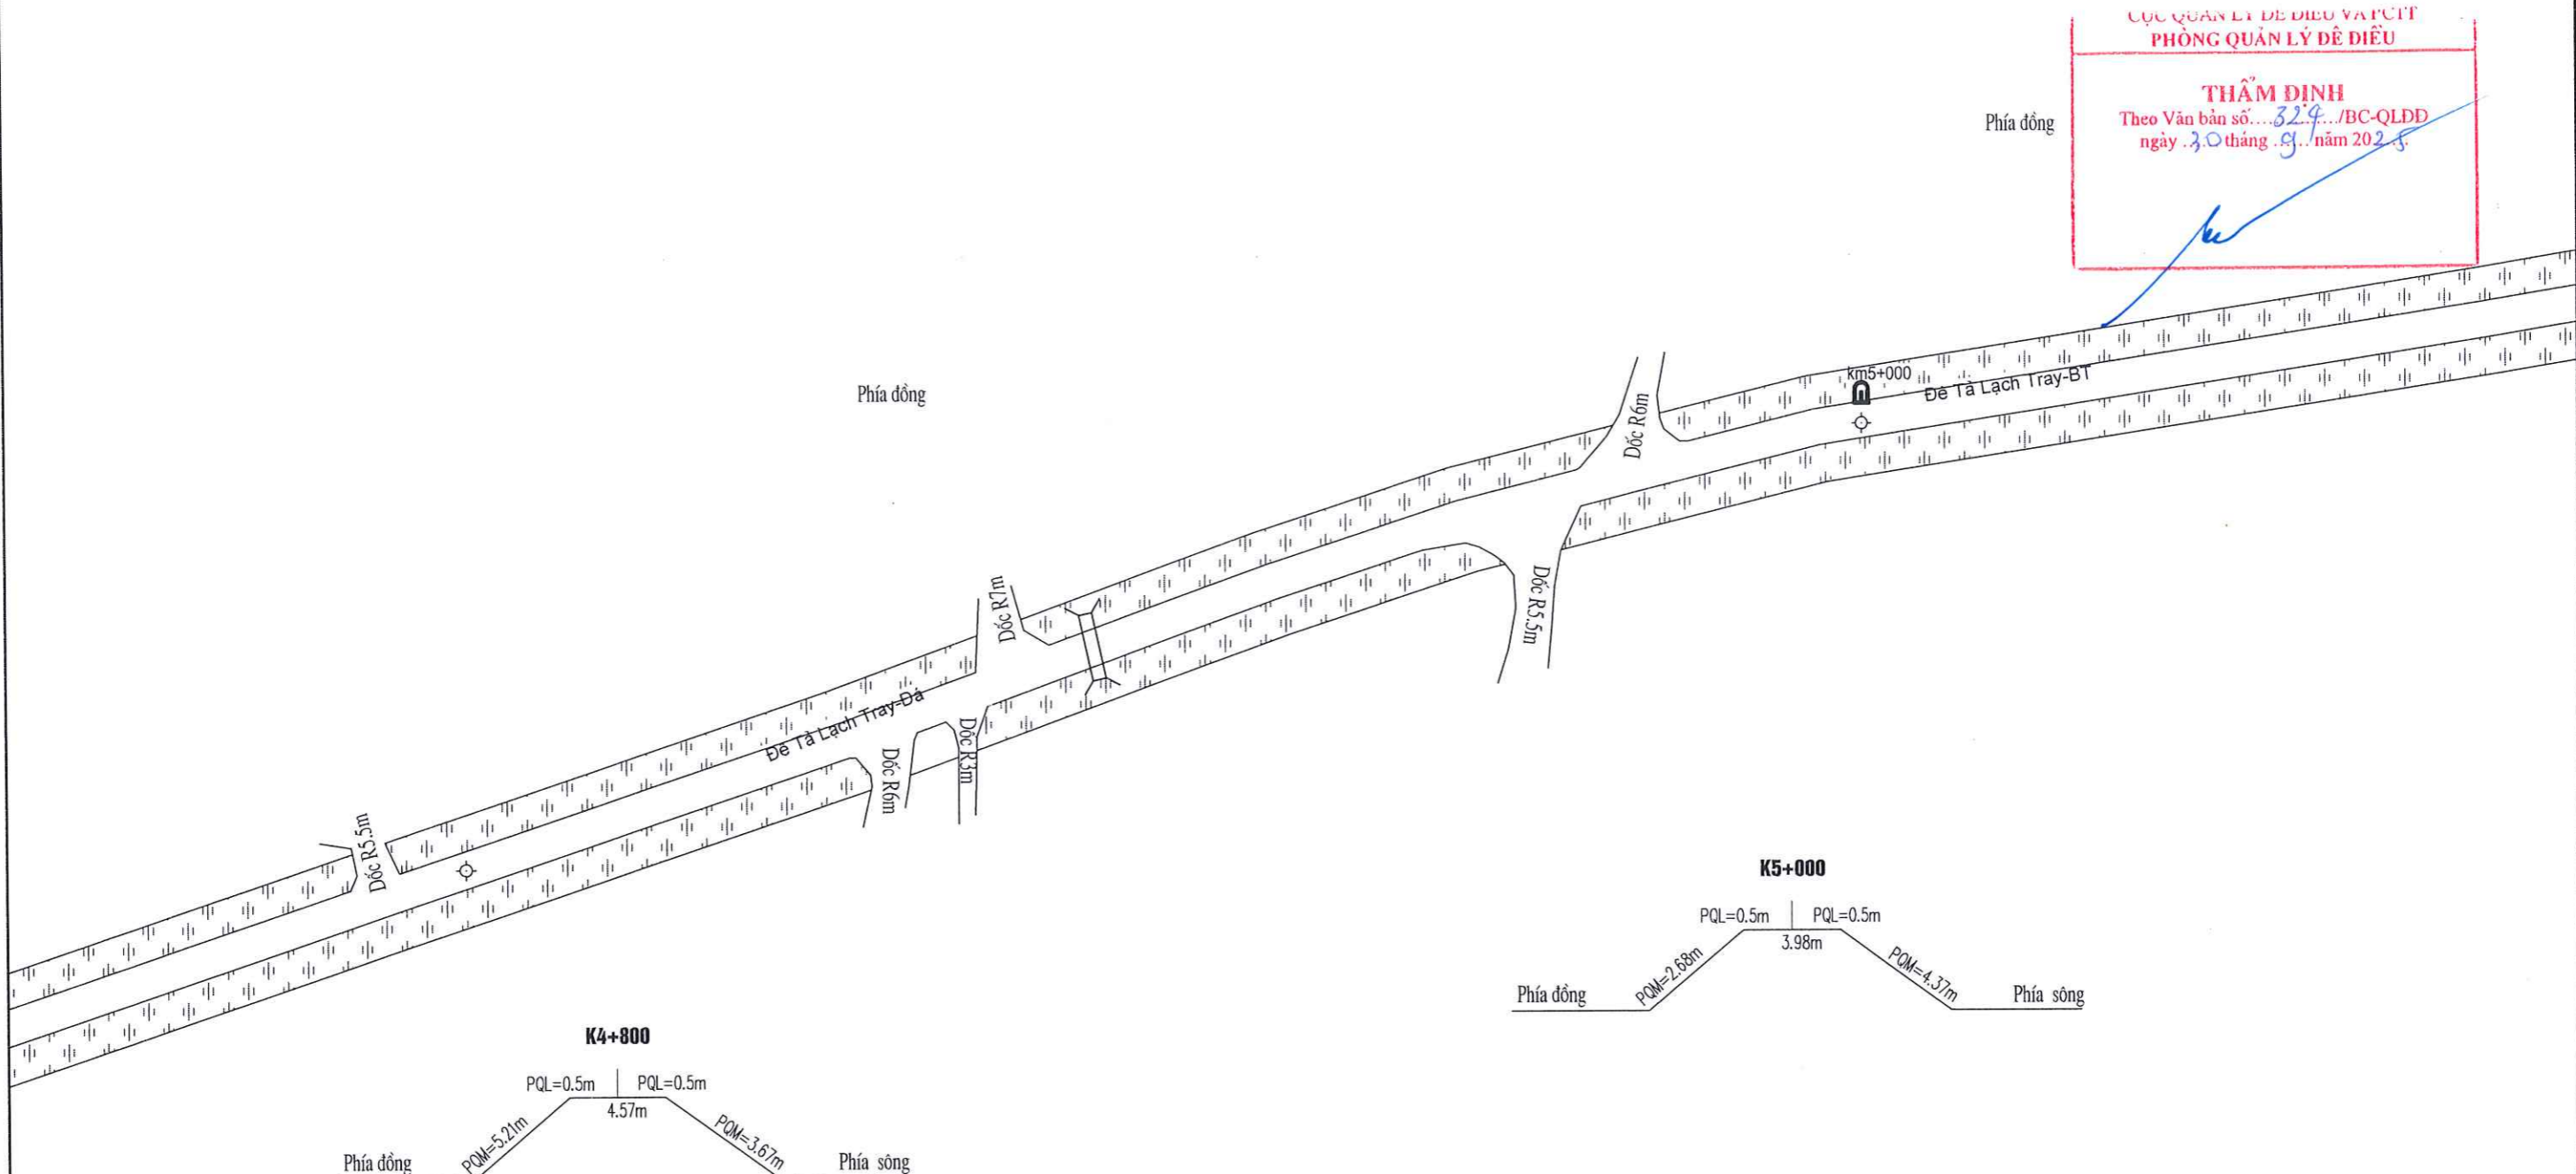 CỤC QUẢN LÝ ĐÊ ĐIỀU VÀ PCTT
PHÒNG QUẢN LÝ ĐÊ ĐIỀU
THẨM ĐỊNH
Theo Văn bản số....324..../BC-QLĐD
ngày ..30 tháng ..9.. năm 202.5.
Phía đồng
Phía đồng
km5+000
Đê Tả Lạch Tray-BT
Dốc R6m
Dốc R5.5m
Dốc R7m
Đê Tả Lạch Tray-Đá
Dốc R3m
Dốc R6m
Dốc R5.5m
K5+000
PQL=0.5m
PQL=0.5m
3.98m
PQM=2.68m
PQM=4.37m
Phía đồng
Phía sông
K4+800
PQL=0.5m
PQL=0.5m
4.57m
PQM=5.21m
PQM=3.67m
Phía đồng
Phía sông